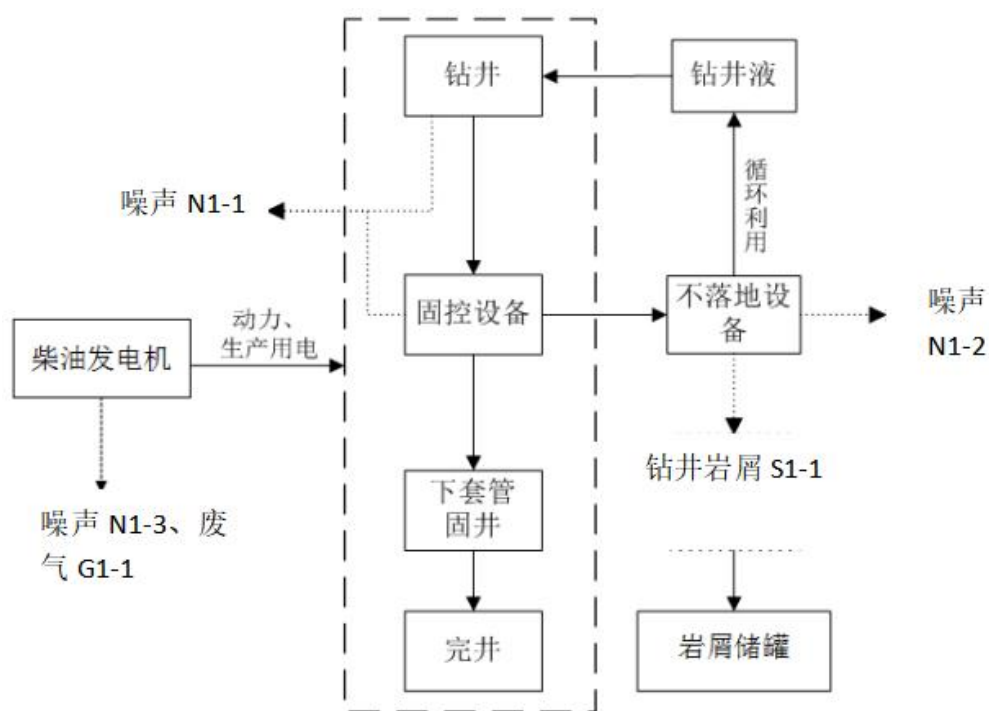 钻井
钻井液
循环利用
噪声 N1-1
固控设备
不落地设
备
噪声
N1-2
动力、
生产用电
柴油发电机
钻井岩屑 S1-1
下套管
固井
噪声 N1-3、废
气 G1-1
完井
岩屑储罐